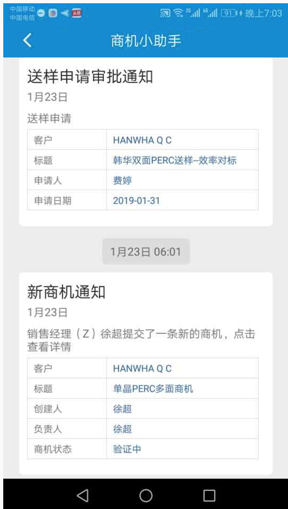 中国移动
中国电信
晚上7:03
商机小助手
送样申请审批通知
1月23日
送样申请
客户 HANWHA Q C
标题 韩华双面PERC送样–效率对标
申请人 费婷
申请日期 2019-01-31
1月23日 06:01
新商机通知
1月23日
销售经理（Z）徐超提交了一条新的商机，点击
查看详情
客户 HANWHA Q C
标题 单晶PERC多面商机
创建人 徐超
负责人 徐超
商机状态 验证中